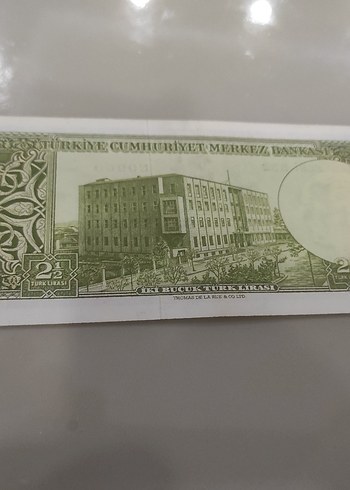 TÜRKİYE CUMHURİYET MERKEZ BANKASI
2½
TÜRK LİRASI
2
İKİ BUÇUK TÜRK LİRASI
THOMAS DE LA RUE & CO. LTD.